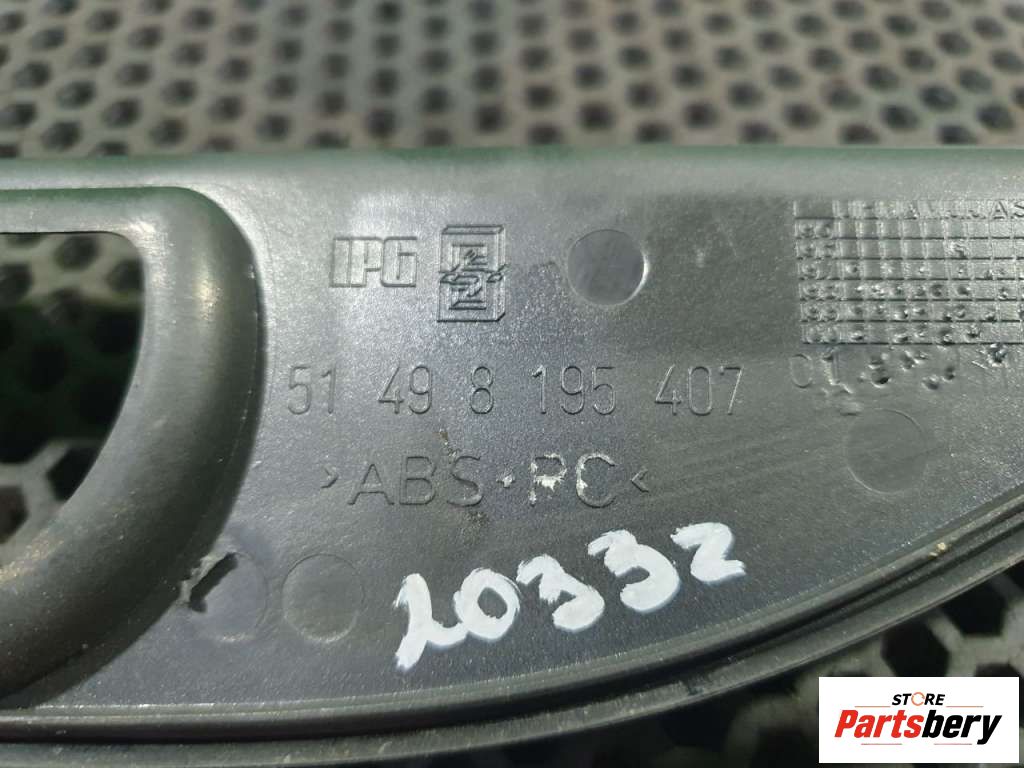 IPG
51 49 8 195 407
>ABS·PC<
20332
STORE
Partsbery